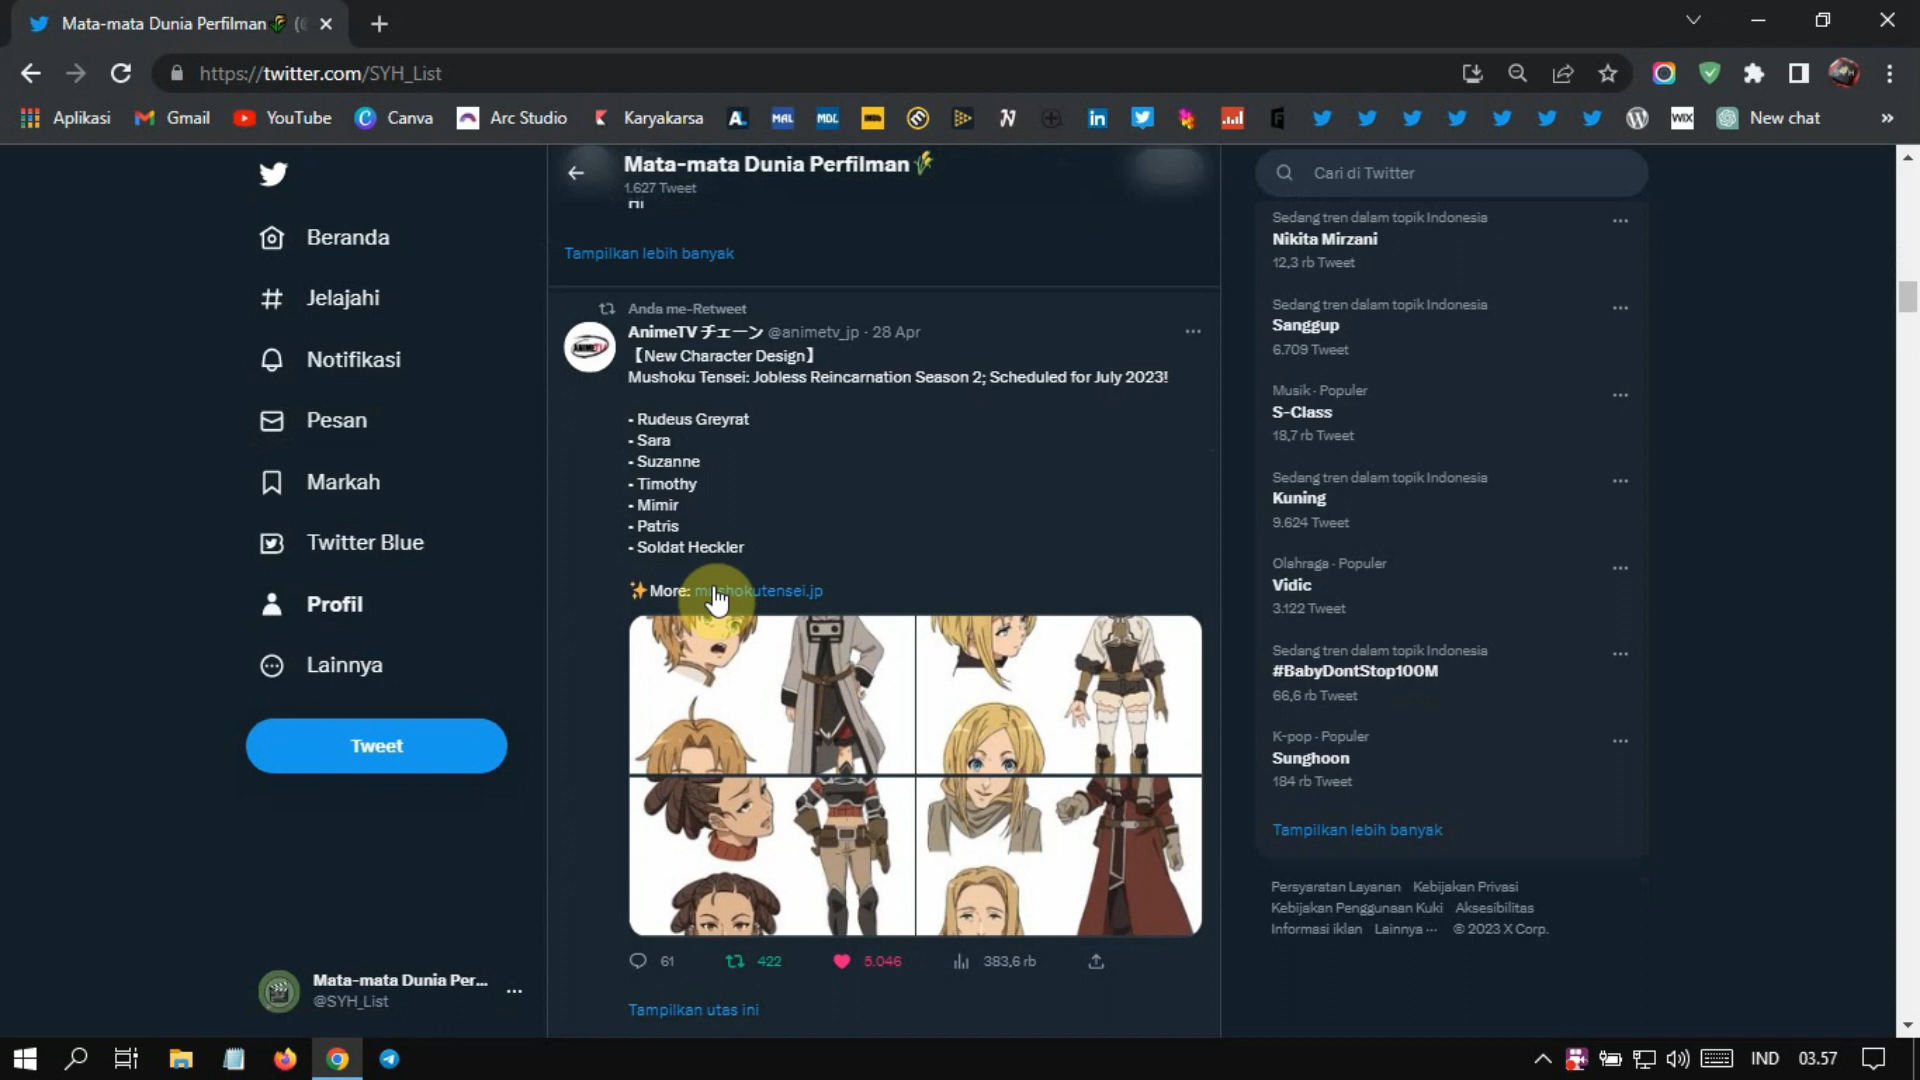 Mata-mata Dunia Perfilman
https://twitter.com/SYH_List
Aplikasi
Gmail
YouTube
Canva
Arc Studio
Karyakarsa
MAL
MDL
New chat
WIX
Mata-mata Dunia Perfilman
1.627 Tweet
Tampilkan lebih banyak
Beranda
Jelajahi
Notifikasi
Pesan
Markah
Twitter Blue
Profil
Lainnya
Tweet
Mata-mata Dunia Per...
@SYH_List
Anda me-Retweet
AnimeTV チェーン @animetv_jp · 28 Apr
【New Character Design】
Mushoku Tensei: Jobless Reincarnation Season 2; Scheduled for July 2023!
- Rudeus Greyrat
- Sara
- Suzanne
- Timothy
- Mimir
- Patris
- Soldat Heckler
✨More: mushokutensei.jp
61
422
5.046
383,6 rb
Tampilkan utas ini
Cari di Twitter
Sedang tren dalam topik Indonesia
Nikita Mirzani
12,3 rb Tweet
Sedang tren dalam topik Indonesia
Sanggup
6.709 Tweet
Musik · Populer
S-Class
18,7 rb Tweet
Sedang tren dalam topik Indonesia
Kuning
9.624 Tweet
Olahraga · Populer
Vidic
3.122 Tweet
Sedang tren dalam topik Indonesia
#BabyDontStop100M
66,6 rb Tweet
K-pop · Populer
Sunghoon
184 rb Tweet
Tampilkan lebih banyak
Persyaratan Layanan Kebijakan Privasi
Kebijakan Penggunaan Kuki Aksesibilitas
Informasi iklan Lainnya ··· © 2023 X Corp.
IND
03.57